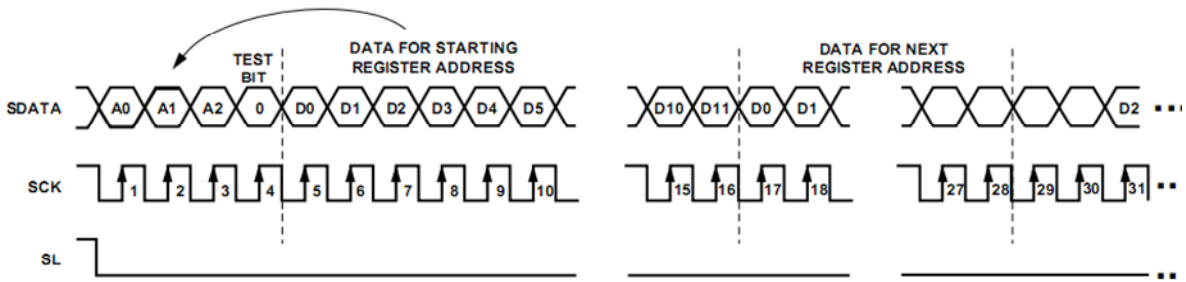 TEST
BIT
DATA FOR STARTING
REGISTER ADDRESS
DATA FOR NEXT
REGISTER ADDRESS
SDATA A0 A1 A2 0 D0 D1 D2 D3 D4 D5 D10 D11 D0 D1 D2
SCK 1 2 3 4 5 6 7 8 9 10 15 16 17 18 27 28 29 30 31
SL